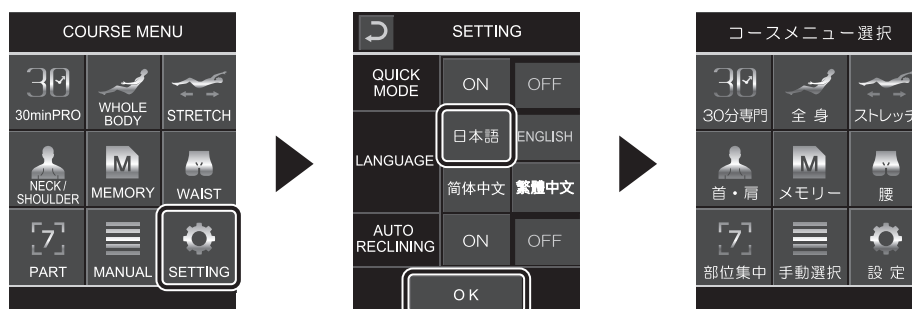 COURSE MENU
30minPRO
WHOLE
BODY
STRETCH
NECK /
SHOULDER
M
MEMORY
WAIST
7
PART
MANUAL
SETTING
SETTING
QUICK
MODE
ON
OFF
LANGUAGE
日本語
ENGLISH
简体中文
繁體中文
AUTO
RECLINING
ON
OFF
OK
コースメニュー選択
30分専門
全身
ストレッチ
首・肩
M
メモリー
腰
7
部位集中
手動選択
設定